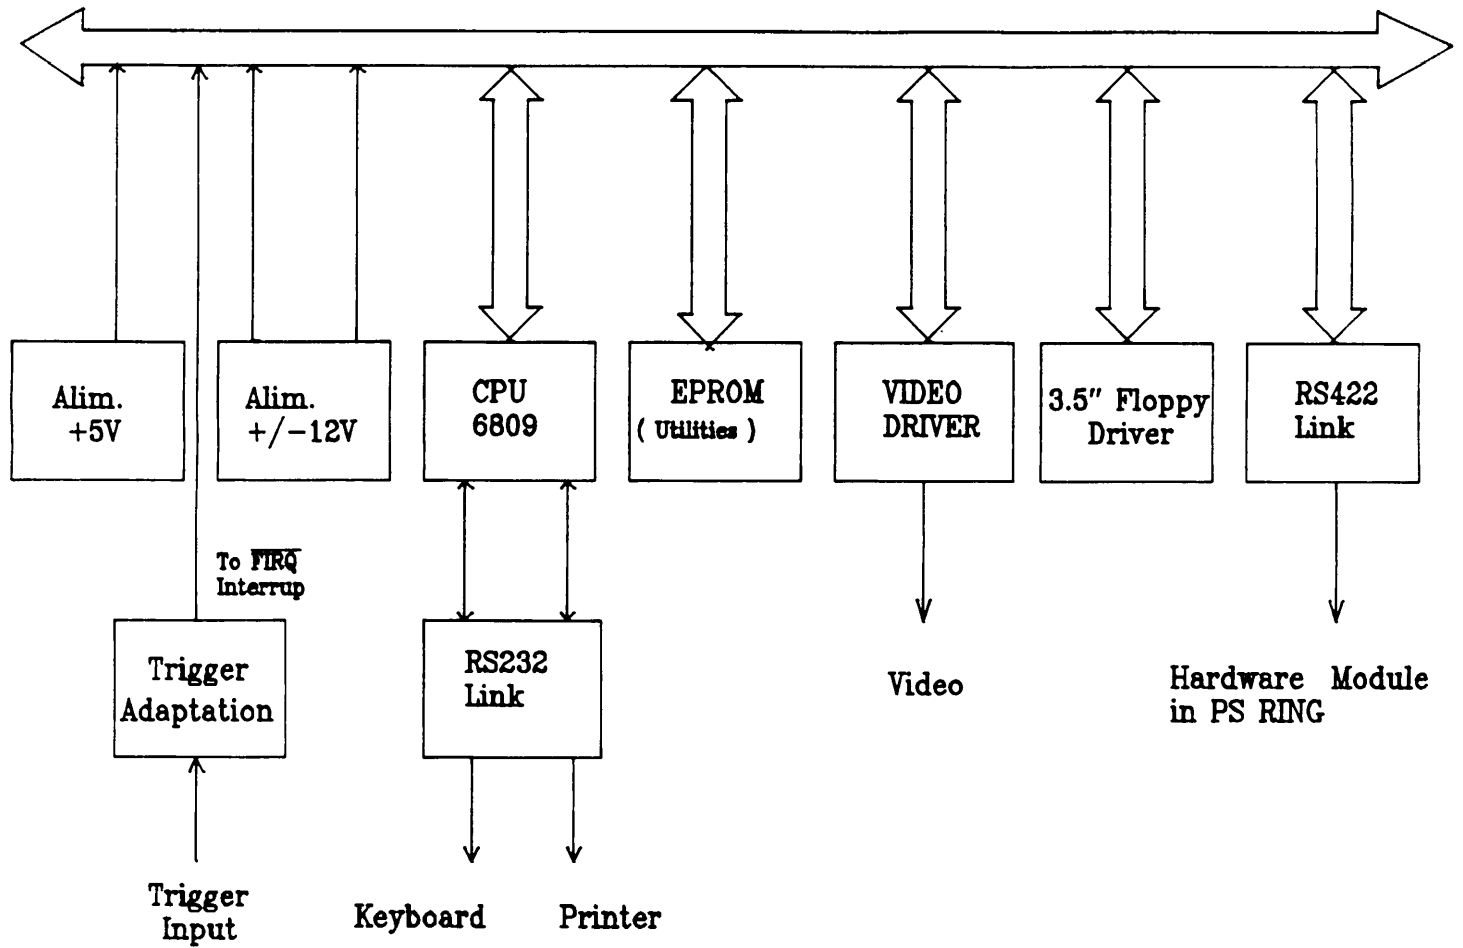 Alim.
+5V
Alim.
+/-12V
CPU
6809
EPROM
( Utilities )
VIDEO
DRIVER
3.5" Floppy
Driver
RS422
Link
To FIRQ
Interrup
Trigger
Adaptation
RS232
Link
Video
Hardware Module
in PS RING
Trigger
Input
Keyboard
Printer